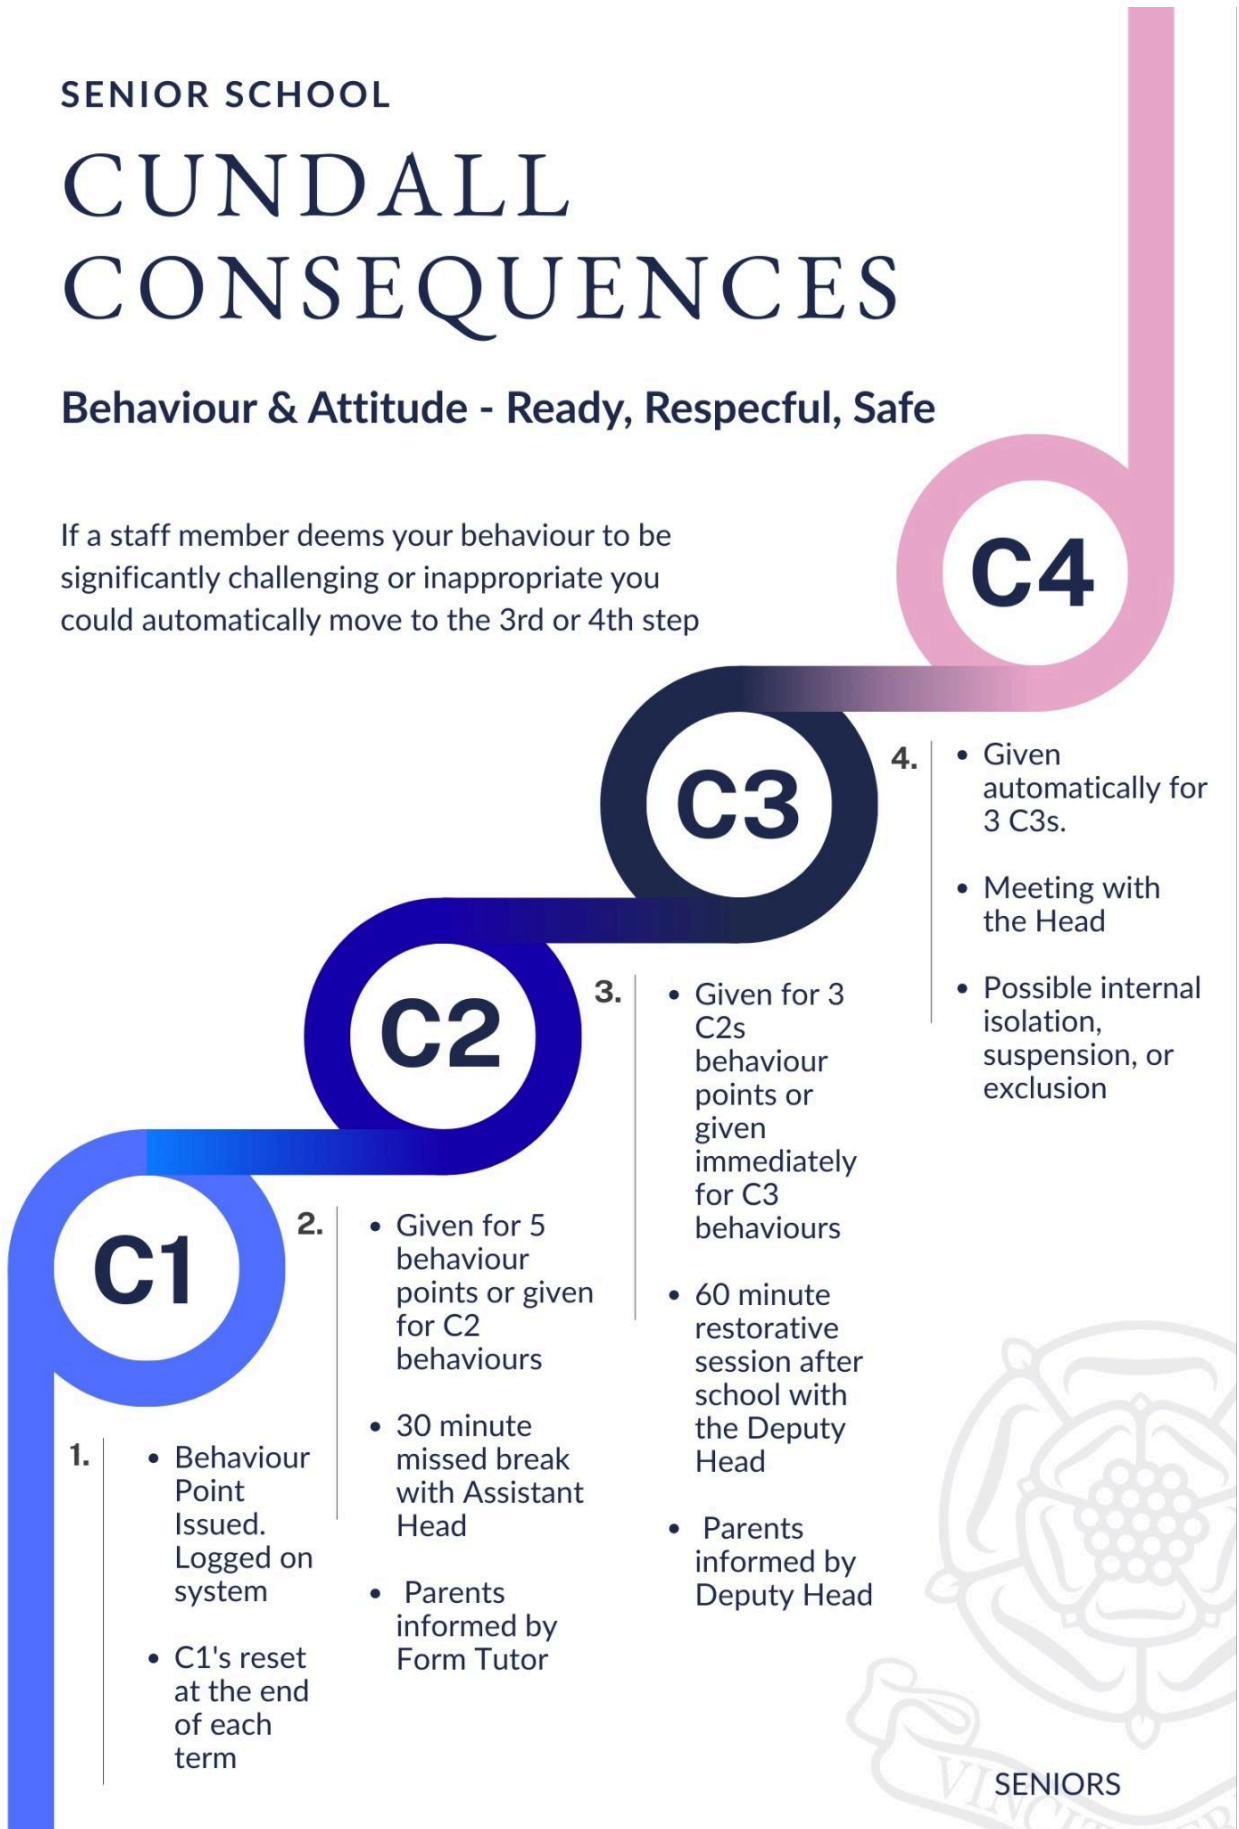 SENIOR SCHOOL
CUNDALL
CONSEQUENCES
Behaviour & Attitude - Ready, Respecful, Safe
If a staff member deems your behaviour to be
significantly challenging or inappropriate you
could automatically move to the 3rd or 4th step
C4
C3
C2
C1
1.
• Behaviour
Point
Issued.
Logged on
system
• C1's reset
at the end
of each
term
2.
• Given for 5
behaviour
points or given
for C2
behaviours
• 30 minute
missed break
with Assistant
Head
• Parents
informed by
Form Tutor
3.
• Given for 3
C2s
behaviour
points or
given
immediately
for C3
behaviours
• 60 minute
restorative
session after
school with
the Deputy
Head
• Parents
informed by
Deputy Head
4.
• Given
automatically for
3 C3s.
• Meeting with
the Head
• Possible internal
isolation,
suspension, or
exclusion
SENIORS